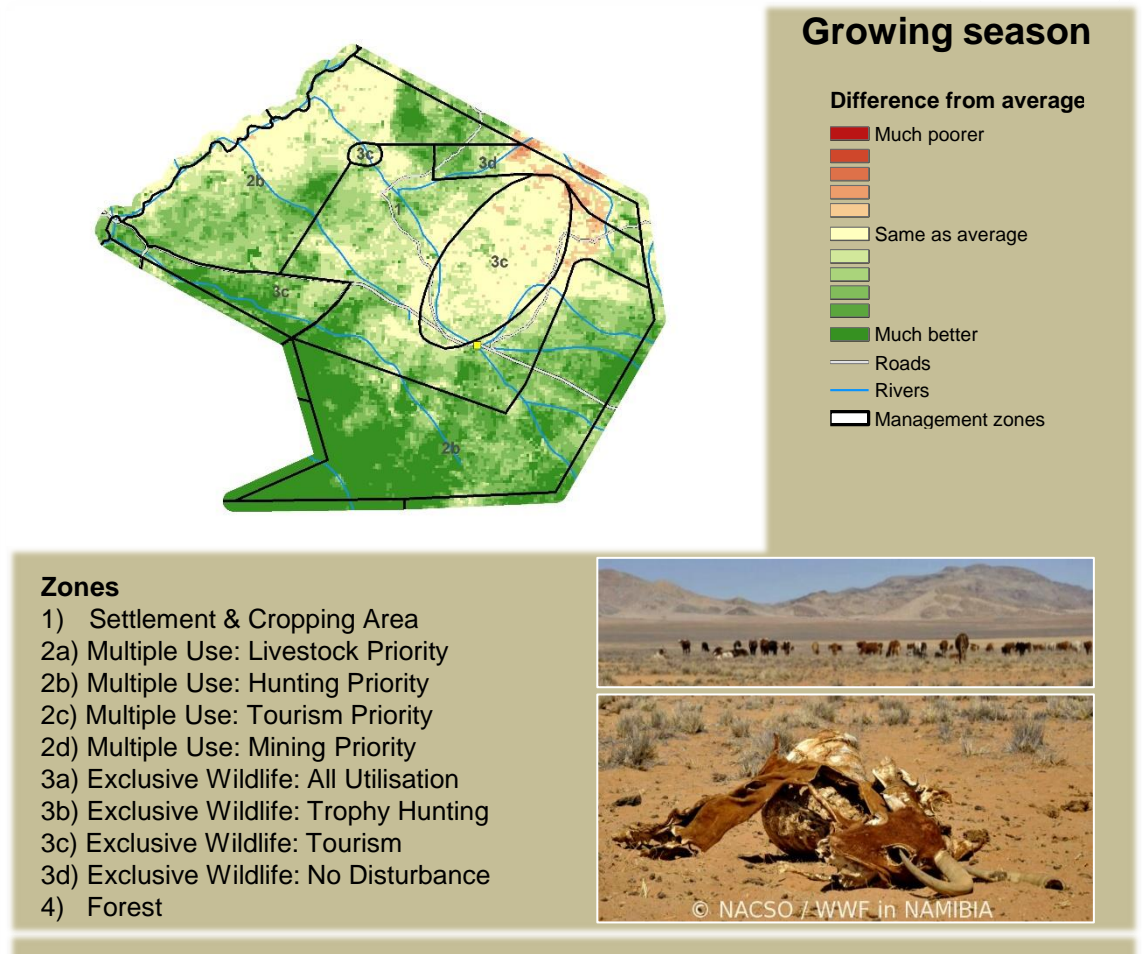 Growing season
Difference from average
Much poorer
Same as average
Much better
Roads
Rivers
Management zones
3c
3d
2b
1
3c
3c
2b
Zones
1) Settlement & Cropping Area
2a) Multiple Use: Livestock Priority
2b) Multiple Use: Hunting Priority
2c) Multiple Use: Tourism Priority
2d) Multiple Use: Mining Priority
3a) Exclusive Wildlife: All Utilisation
3b) Exclusive Wildlife: Trophy Hunting
3c) Exclusive Wildlife: Tourism
3d) Exclusive Wildlife: No Disturbance
4) Forest
© NACSO / WWF in NAMIBIA